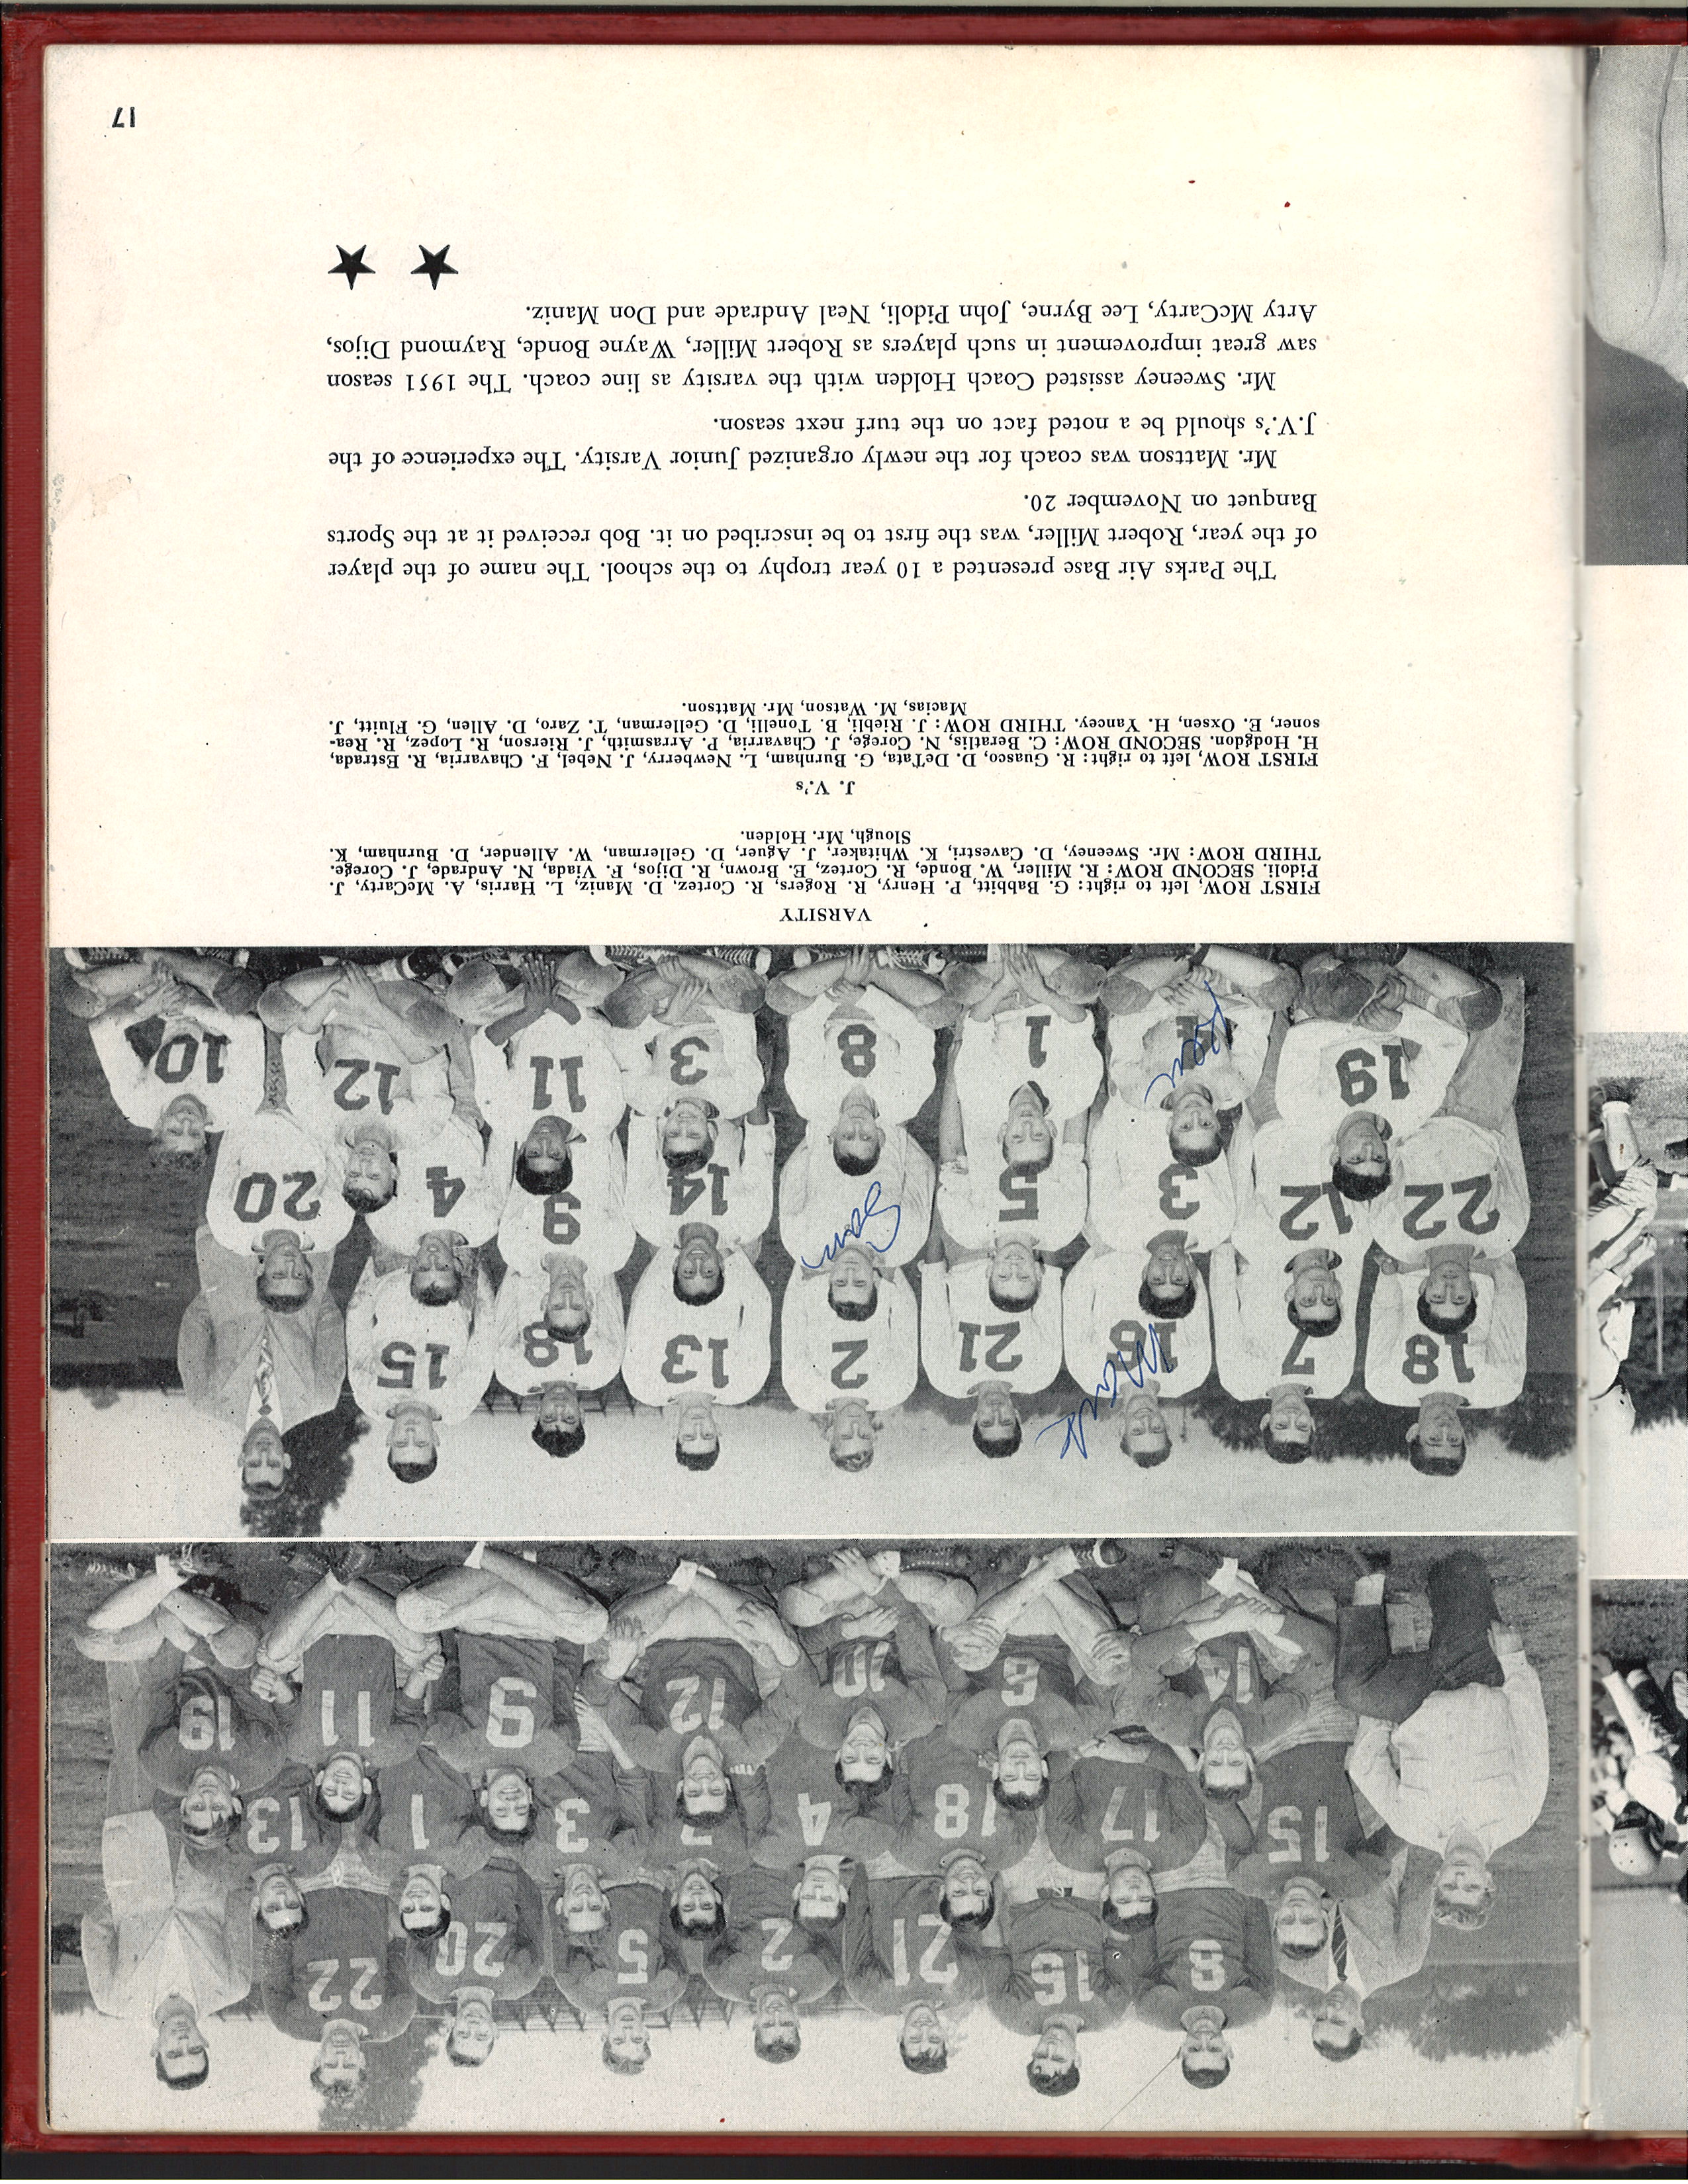 8 16 21 2 5 20 22
15 17 18 4 7 3 1 13
14 6 10 12 9 11 19
18 7 16 21 2 13 18 15
22 12 3 5 14 9 4 20
19 1 8 3 11 12 10
VARSITY
FIRST ROW, left to right: G. Babbitt, P. Henry, R. Rogers, R. Cortez, D. Maniz, L. Harris, A. McCarty, J.
Pidoli. SECOND ROW: R. Miller, W. Bonde, R. Cortez, E. Brown, R. Dijos, F. Viada, N. Andrade, J. Corege.
THIRD ROW: Mr. Sweeney, D. Cavestri, K. Whitaker, J. Aguer, D. Gellerman, W. Allender, D. Burnham, K.
Slough, Mr. Holden.
J. V.'s
FIRST ROW, left to right: R. Guasco, D. DeTata, G. Burnham, L. Newberry, J. Nebel, F. Chavarria, R. Estrada,
H. Hodgdon. SECOND ROW: C. Beratlis, N. Corege, J. Chavarria, P. Arrasmith, J. Rierson, R. Lopez, R. Rea-
soner, E. Oxsen, H. Yancey. THIRD ROW: J. Riebli, B. Tonelli, D. Gellerman, T. Zaro, D. Allen, G. Fluitt, J.
Macias, M. Watson, Mr. Mattson.
The Parks Air Base presented a 10 year trophy to the school. The name of the player
of the year, Robert Miller, was the first to be inscribed on it. Bob received it at the Sports
Banquet on November 20.
Mr. Mattson was coach for the newly organized Junior Varsity. The experience of the
J.V.'s should be a noted fact on the turf next season.
Mr. Sweeney assisted Coach Holden with the varsity as line coach. The 1951 season
saw great improvement in such players as Robert Miller, Wayne Bonde, Raymond Dijos,
Arty McCarty, Lee Byrne, John Pidoli, Neal Andrade and Don Maniz.
17